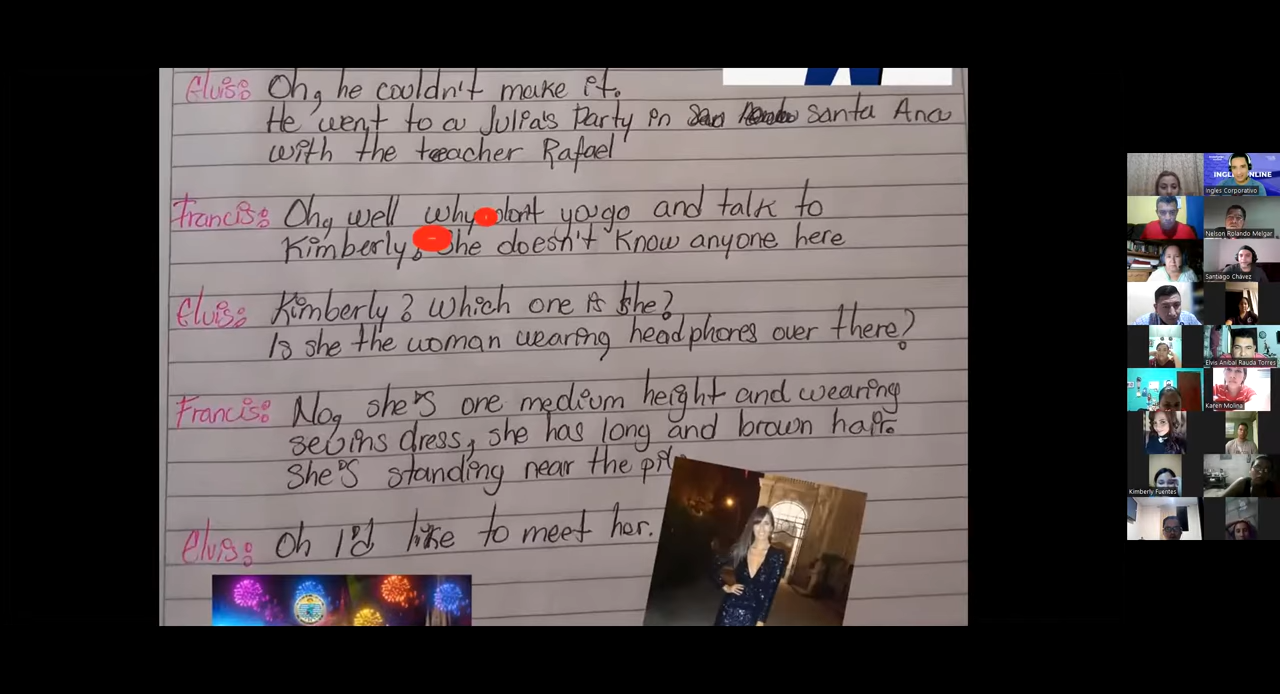 Elvis: Oh, he couldn't make it.
He went to a Julia's Party in Santa Ana
with the teacher Rafael
Francis: Oh, well why don't you go and talk to
Kimberly, She doesn't know anyone here
Elvis: Kimberly? Which one is she?
Is she the woman wearing headphones over there?
Francis: No, she's one medium height and wearing
sevins dress, she has long and brown hair.
She's standing near the
Elvis: Oh I'd like to meet her.
Ingles Corporativo
Nelson Rolando Melgar
Santiago Chávez
Elvis Anibal Rauda Torres
Karen Molina
Kimberly Fuentes